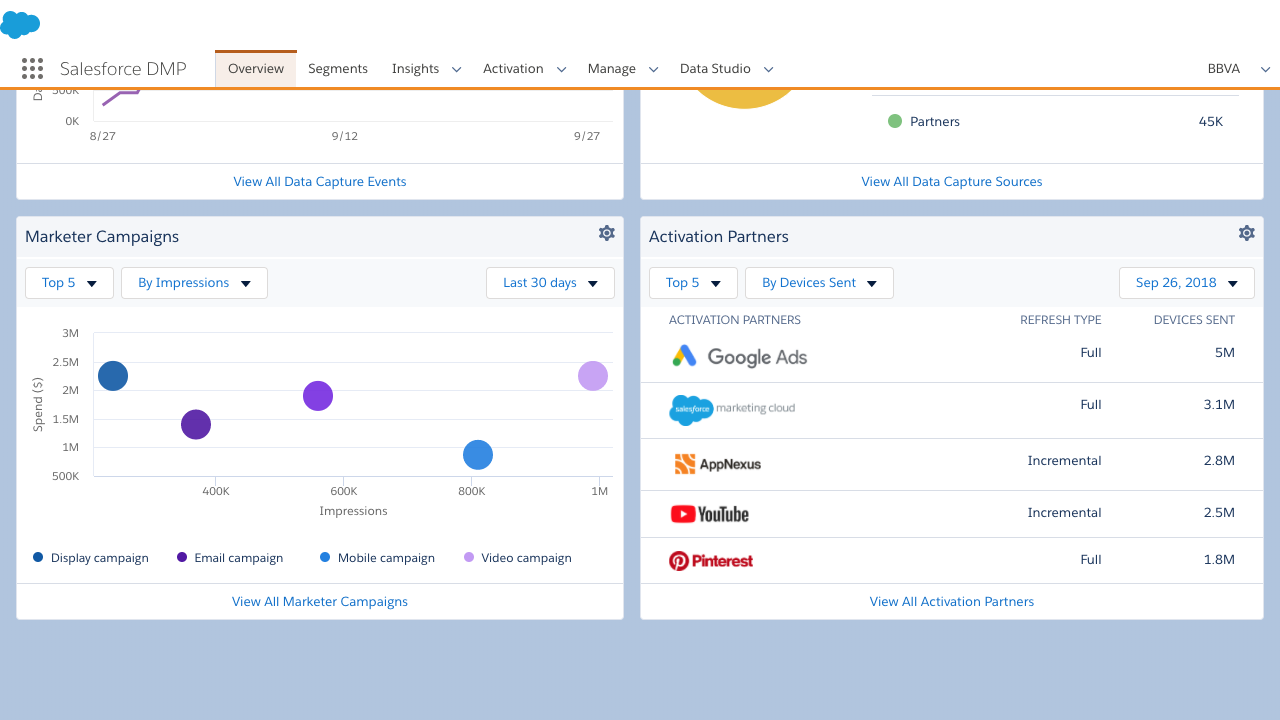 Salesforce DMP
Overview
Segments
Insights
Activation
Manage
Data Studio
BBVA
500K
0K
8/27
9/12
9/27
View All Data Capture Events
Partners
45K
View All Data Capture Sources
Marketer Campaigns
Top 5
By Impressions
Last 30 days
3M
2.5M
2M
1.5M
1M
500K
Spend ($)
400K
600K
800K
1M
Impressions
Display campaign
Email campaign
Mobile campaign
Video campaign
View All Marketer Campaigns
Activation Partners
Top 5
By Devices Sent
Sep 26, 2018
ACTIVATION PARTNERS REFRESH TYPE DEVICES SENT
Google Ads Full 5M
salesforce marketing cloud Full 3.1M
AppNexus Incremental 2.8M
YouTube Incremental 2.5M
Pinterest Full 1.8M
View All Activation Partners